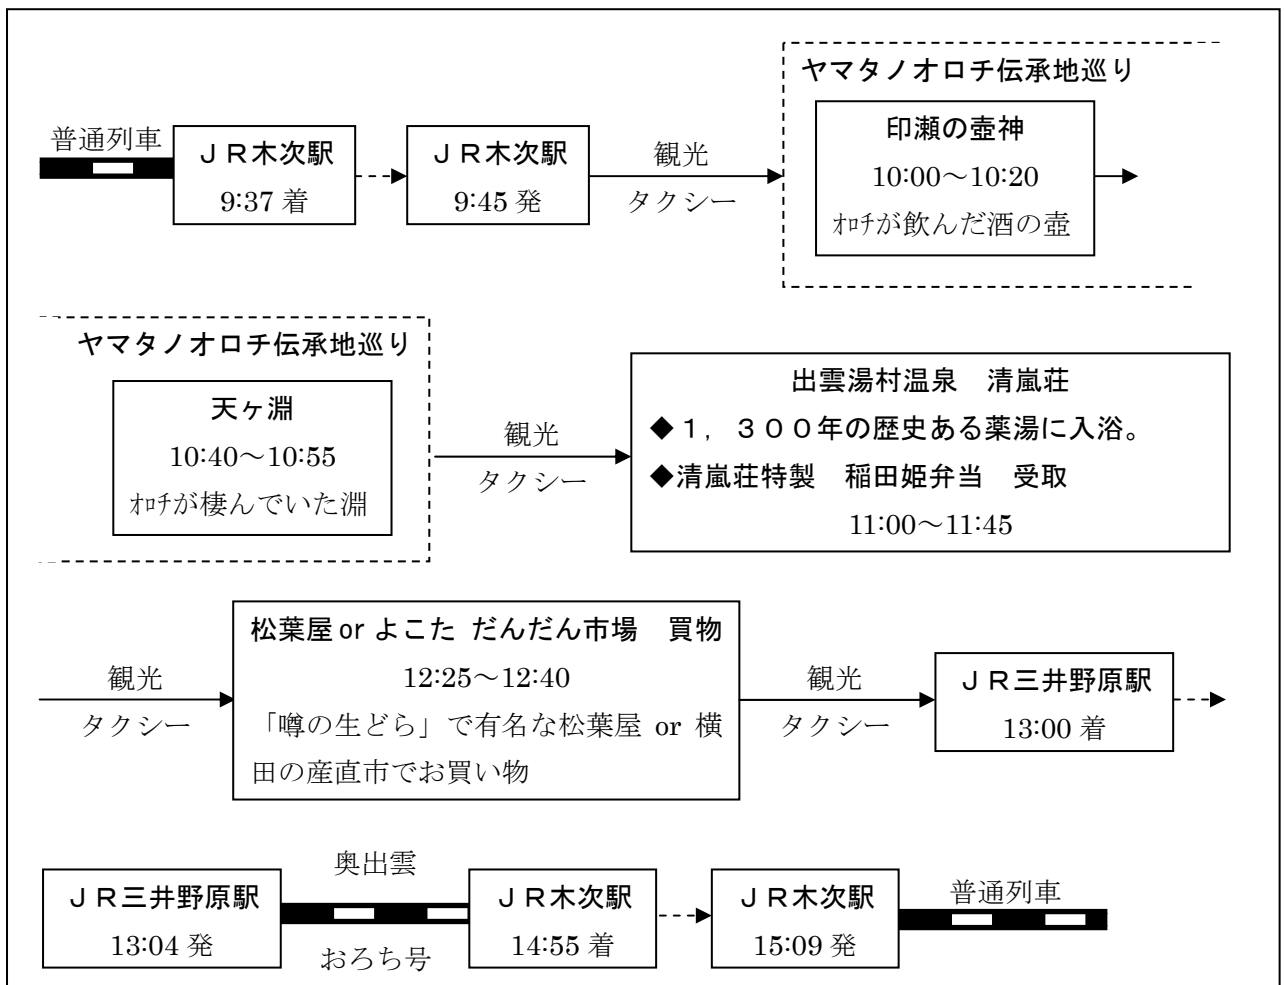 ヤマタノオロチ伝承地巡り
普通列車
ＪＲ木次駅
9:37 着
ＪＲ木次駅
9:45 発
観光
タクシー
印瀬の壺神
10:00～10:20
ｵﾛﾁが飲んだ酒の壺
ヤマタノオロチ伝承地巡り
天ヶ淵
10:40～10:55
ｵﾛﾁが棲んでいた淵
観光
タクシー
出雲湯村温泉　清嵐荘
◆１，３００年の歴史ある薬湯に入浴。
◆清嵐荘特製　稲田姫弁当　受取
11:00～11:45
観光
タクシー
松葉屋 or よこた だんだん市場　買物
12:25～12:40
「噂の生どら」で有名な松葉屋 or 横
田の産直市でお買い物
観光
タクシー
ＪＲ三井野原駅
13:00 着
ＪＲ三井野原駅
13:04 発
奥出雲
おろち号
ＪＲ木次駅
14:55 着
ＪＲ木次駅
15:09 発
普通列車